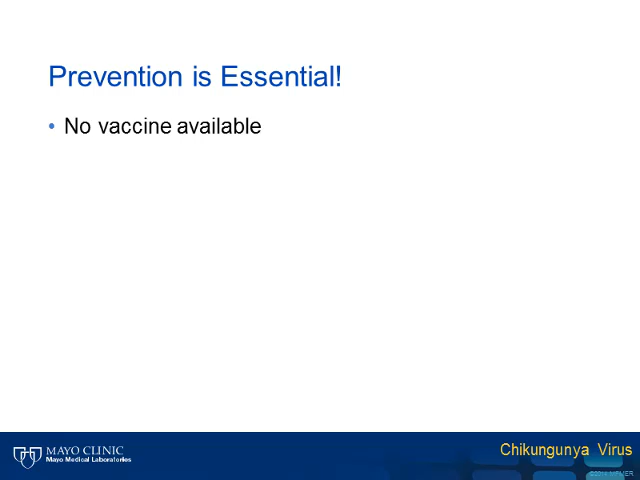 Prevention is Essential!
• No vaccine available
MAYO CLINIC
Mayo Medical Laboratories
Chikungunya Virus